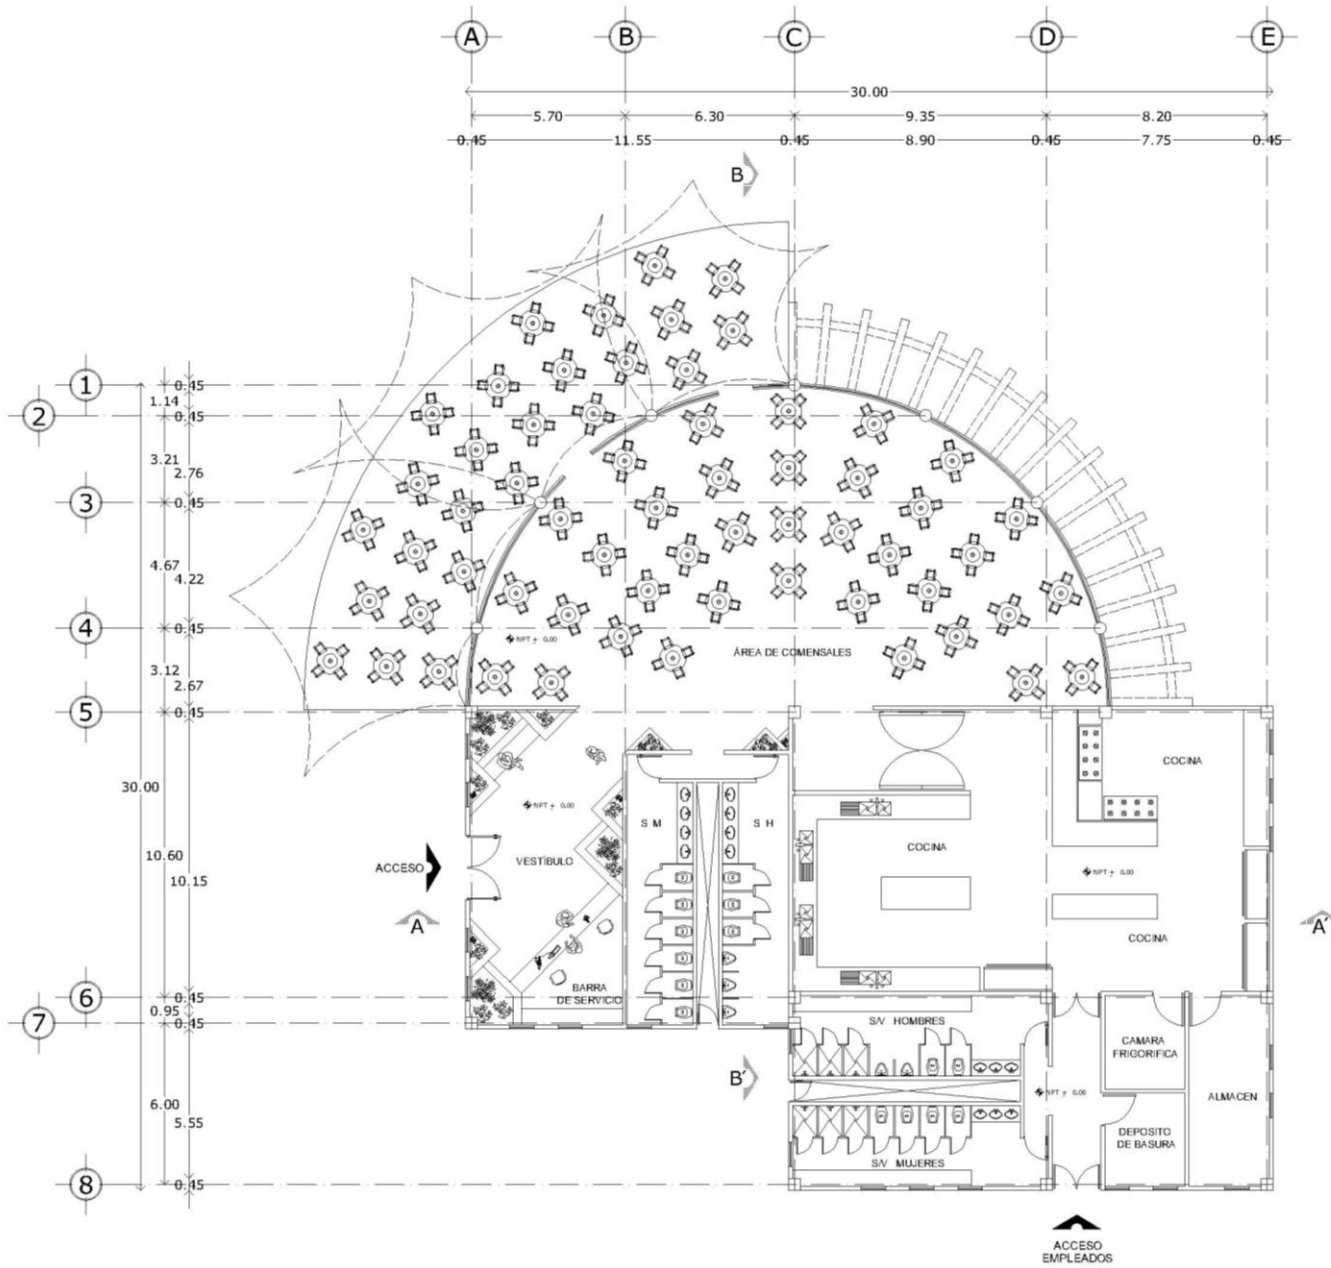 A B C D E
30.00
5.70 6.30 9.35 8.20
0.45 11.55 0.45 8.90 0.45 7.75 0.45
B
1 0.45
1.14
2 0.45
3.21
2.76
3 0.45
4.67
4.22
4 0.45
NPT ± 0.00
ÁREA DE COMENSALES
3.12
2.67
5 0.45
COCINA
30.00
NPT ± 0.00
S M S H
COCINA
10.60
VESTÍBULO
ACCESO
NPT ± 0.00
10.15
A A'
COCINA
BARRA
DE SERVICIO
6 0.45
0.95
7 0.45
S/V HOMBRES
CAMARA
FRIGORIFICA
B'
NPT ± 0.00
ALMACEN
6.00
5.55
DEPOSITO
DE BASURA
S/V MUJERES
8 0.45
ACCESO
EMPLEADOS